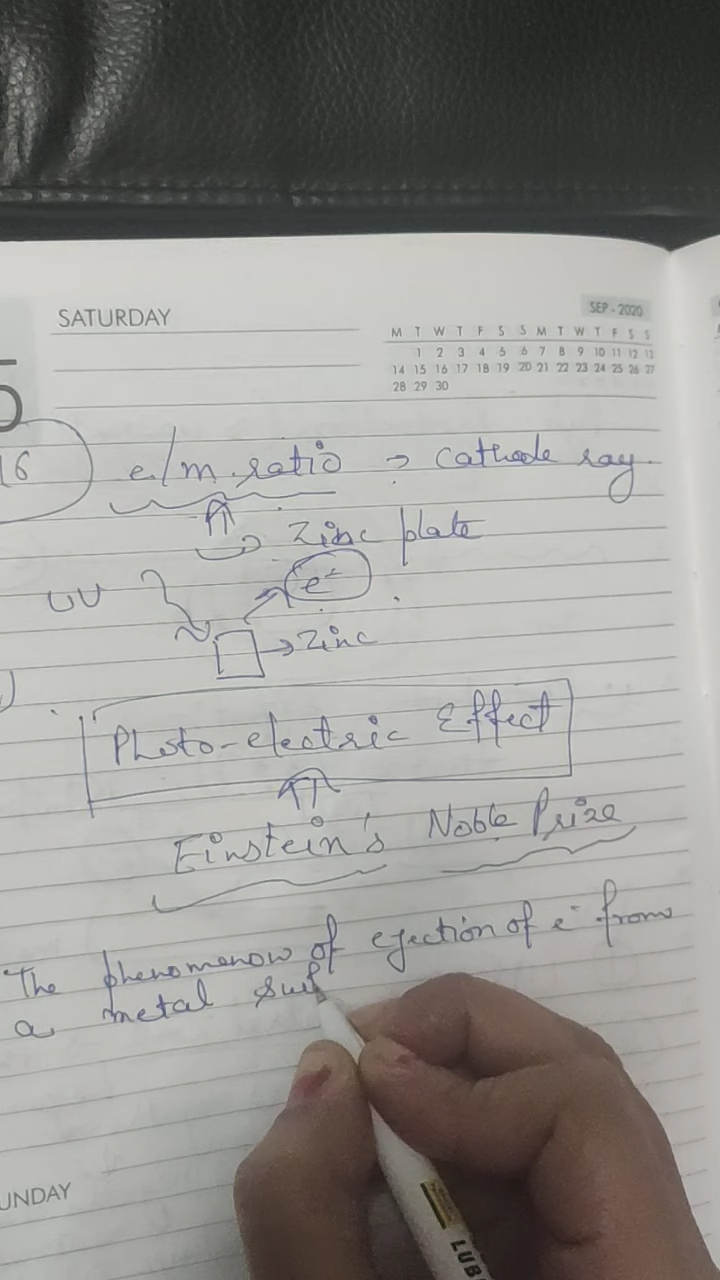 SATURDAY
SEP - 2020
M T W T F S S M T W T F S S
1 2 3 4 5 6 7 8 9 10 11 12 13
14 15 16 17 18 19 20 21 22 23 24 25 26 27
28 29 30
16
e/m ratio → Cathode ray
Zinc plate
UV
e-
→ Zinc
Photo-electric Effect
Einstein's Noble Prize
The phenomenon of ejection of e- from
a metal suf
UNDAY
LUB